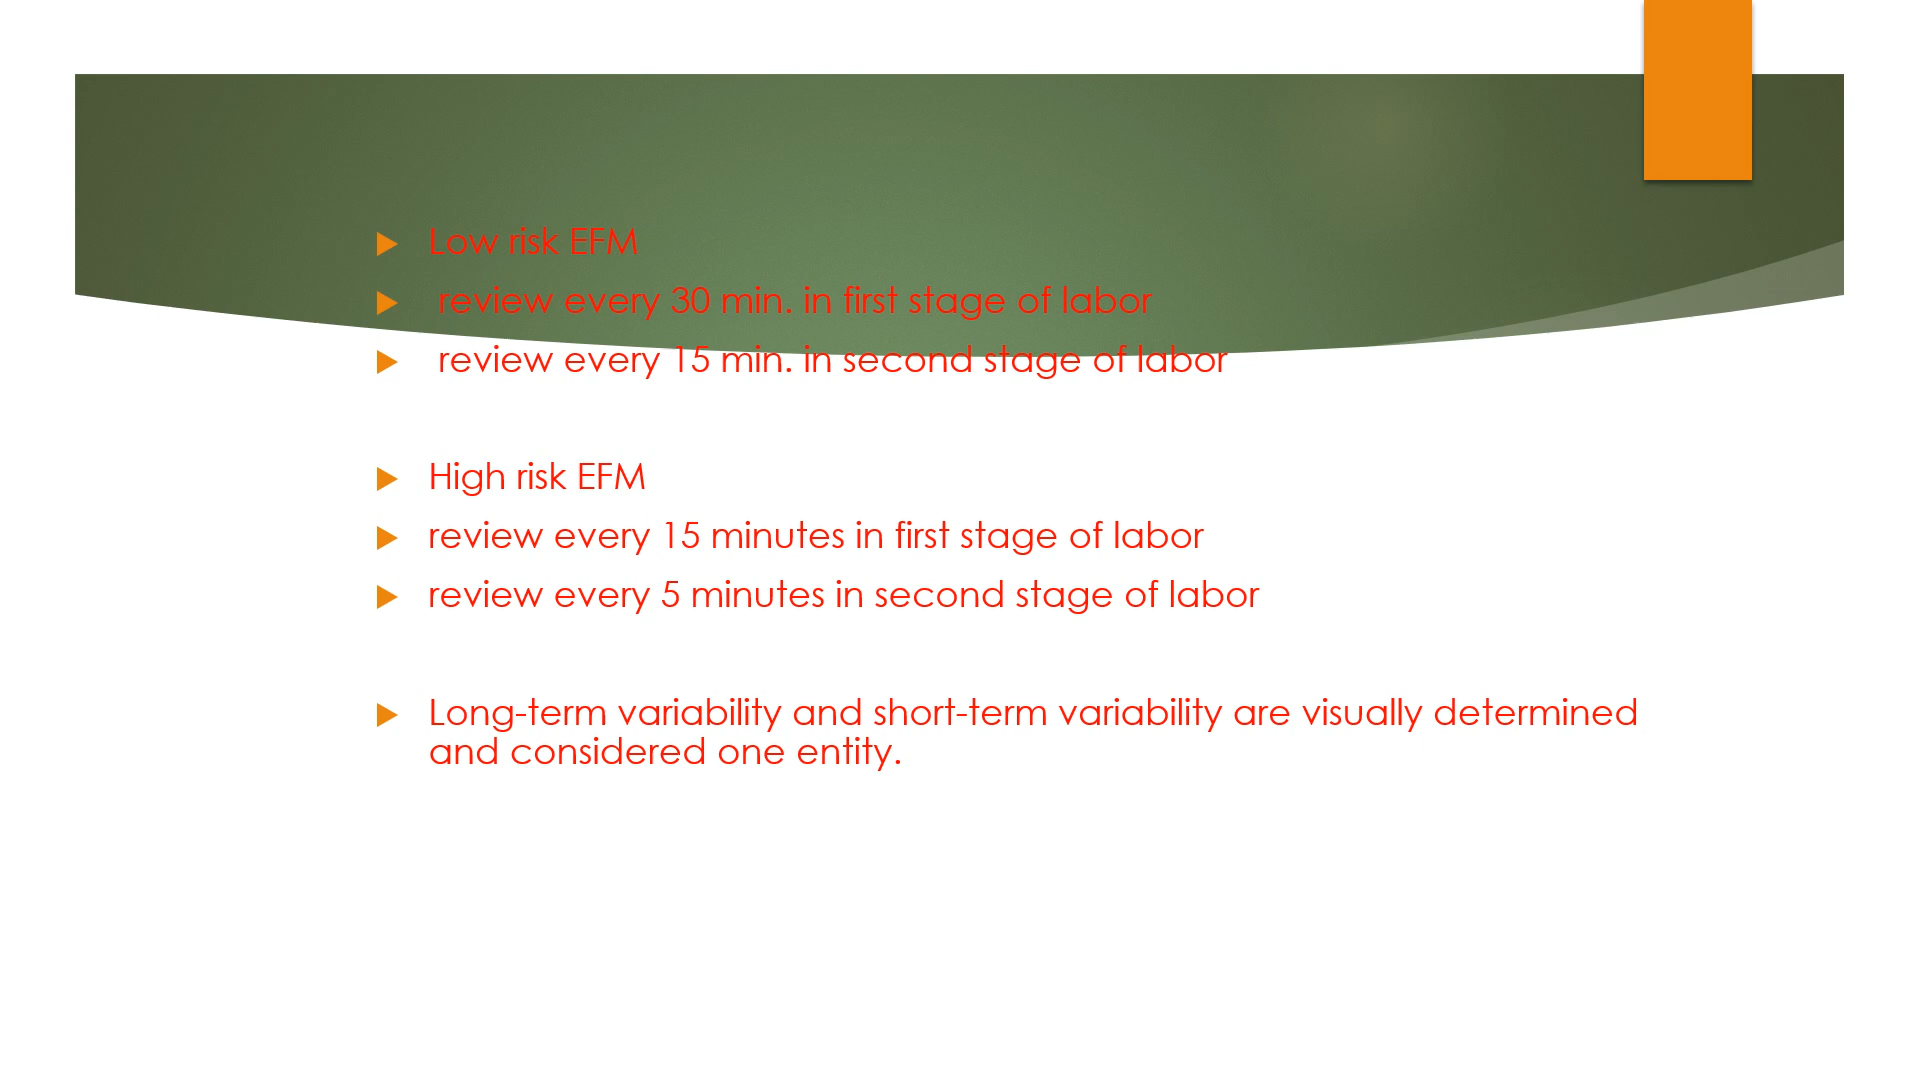 Low risk EFM
review every 30 min. in first stage of labor
review every 15 min. in second stage of labor
High risk EFM
review every 15 minutes in first stage of labor
review every 5 minutes in second stage of labor
Long-term variability and short-term variability are visually determined
and considered one entity.